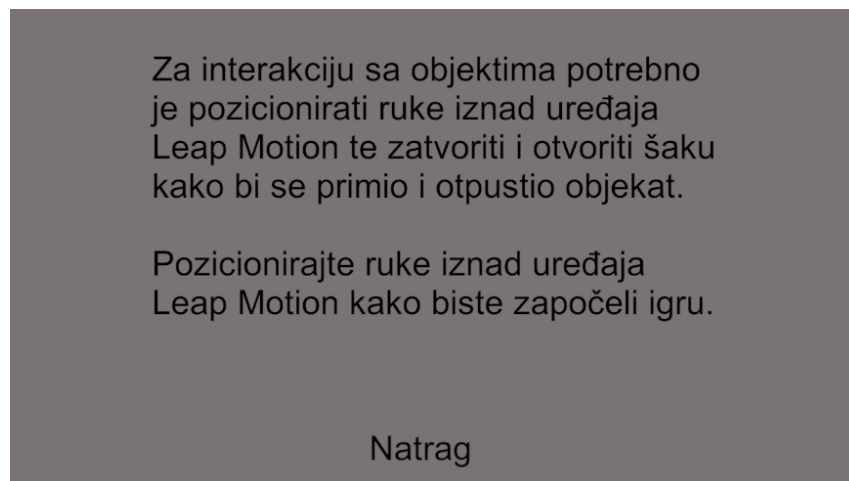 Za interakciju sa objektima potrebno
je pozicionirati ruke iznad uređaja
Leap Motion te zatvoriti i otvoriti šaku
kako bi se primio i otpustio objekat.
Pozicionirajte ruke iznad uređaja
Leap Motion kako biste započeli igru.
Natrag